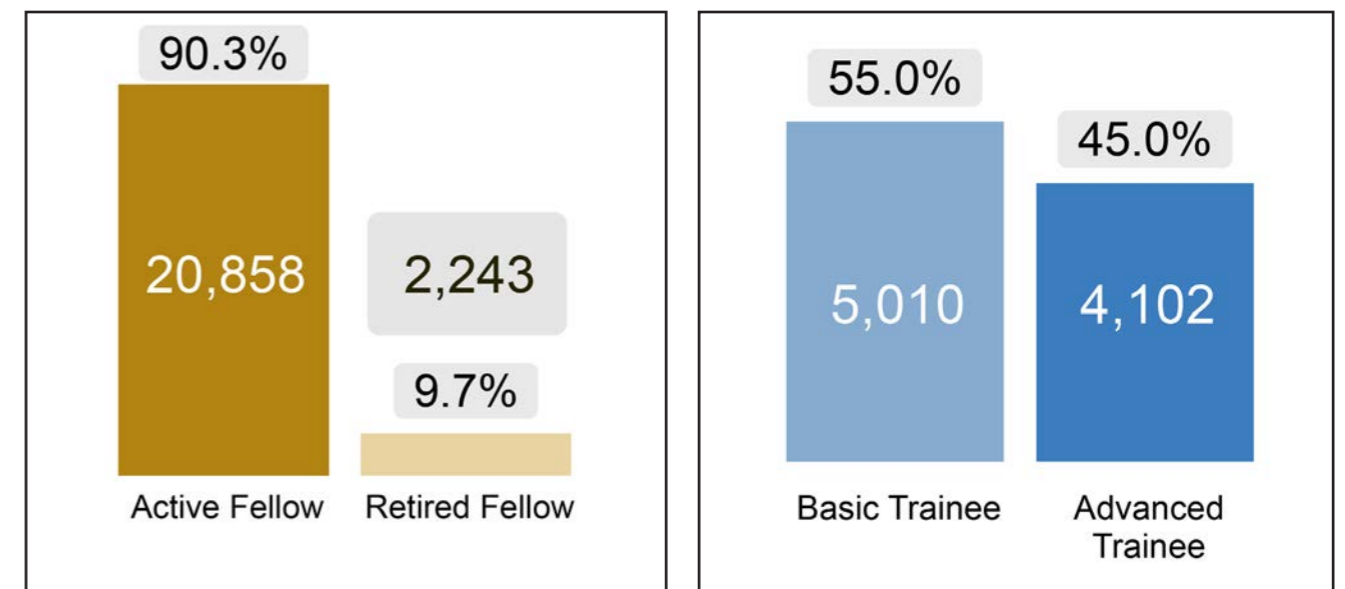 90.3%
20,858
2,243
9.7%
Active Fellow
Retired Fellow
55.0%
45.0%
5,010
4,102
Basic Trainee
Advanced
Trainee